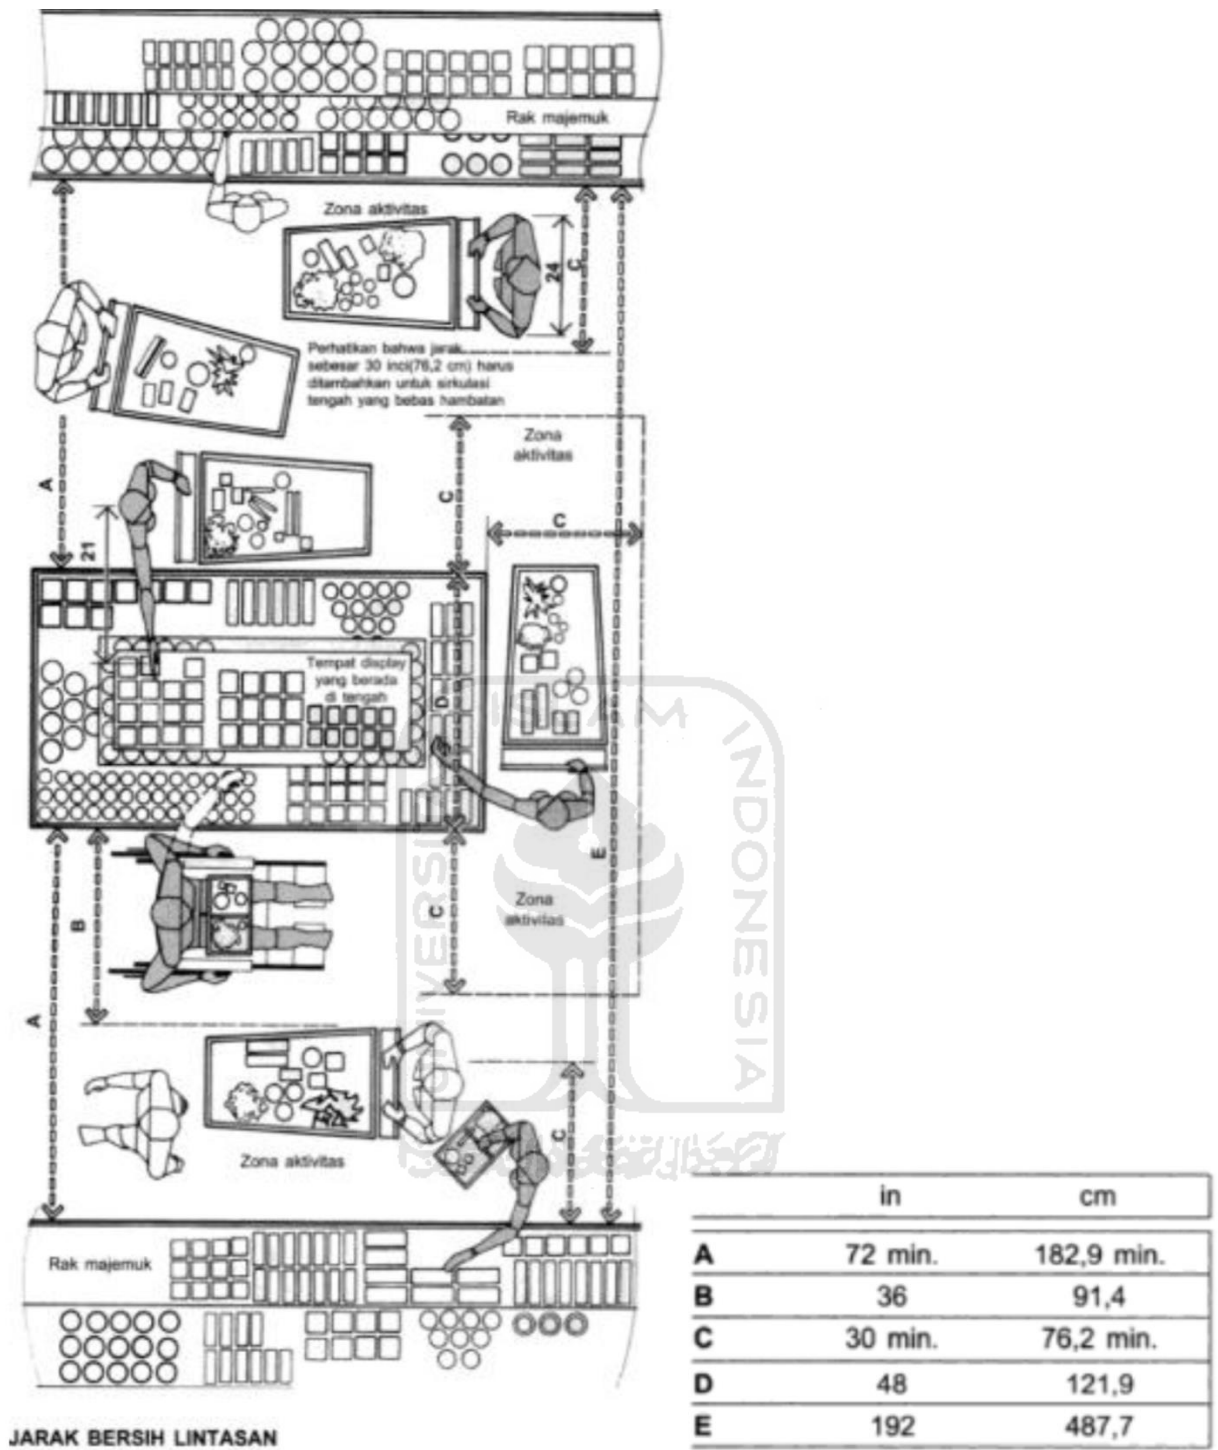 Rak majemuk
Zona aktivitas
24
C
Perhatikan bahwa jarak
sebesar 30 inci(76,2 cm) harus
ditambahkan untuk sirkulasi
tengah yang bebas hambatan
Zona
aktivitas
A
C
C
21
Tempat display
yang berada
di tengah
D
ISLAM
INDONESIA
UNIVERSI
E
B
C
Zona
aktivitas
A
C
Zona aktivitas
Rak majemuk
in cm
A 72 min. 182,9 min.
B 36 91,4
C 30 min. 76,2 min.
D 48 121,9
E 192 487,7
JARAK BERSIH LINTASAN